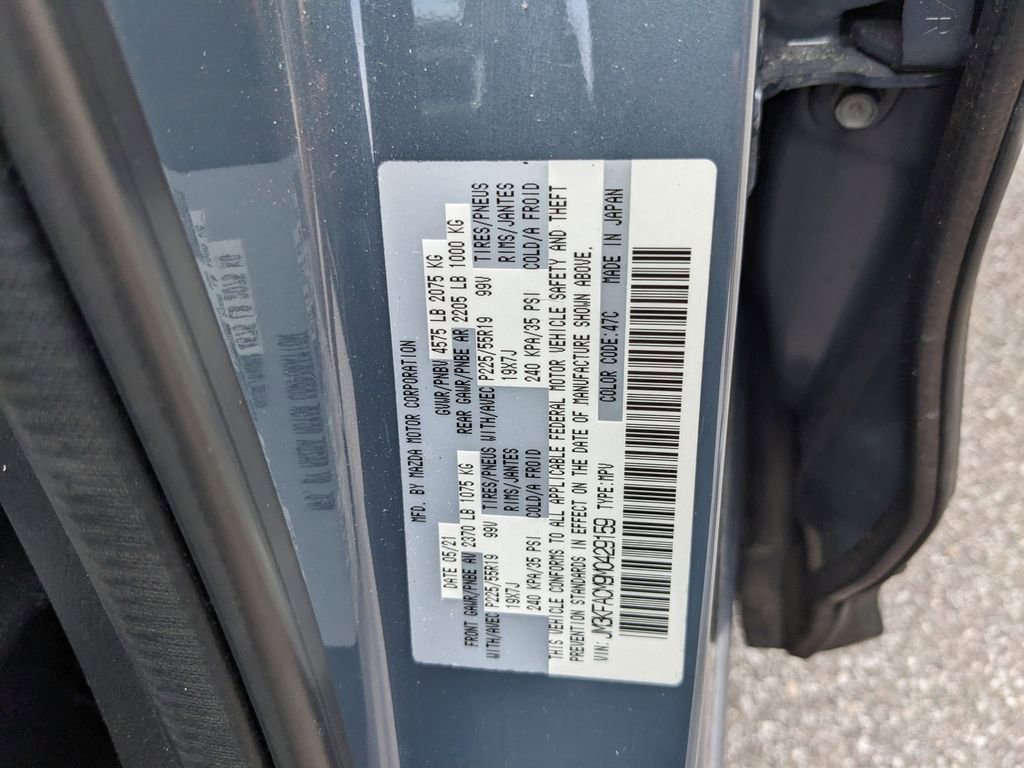 MFD. BY MAZDA MOTOR CORPORATION
DATE 05/21 GVWR/PNBV 4575 LB 2075 KG
FRONT GAWR/PNBE AV 2370 LB 1075 KG REAR GAWR/PNBE AR 2205 LB 1000 KG
WITH/AVEC P225/55R19 99V TIRES/PNEUS WITH/AVEC P225/55R19 99V TIRES/PNEUS
19X7J RIMS/JANTES 19X7J RIMS/JANTES
240 KPA/35 PSI COLD/A FROID 240 KPA/35 PSI COLD/A FROID
THIS VEHICLE CONFORMS TO ALL APPLICABLE FEDERAL MOTOR VEHICLE SAFETY AND THEFT
PREVENTION STANDARDS IN EFFECT ON THE DATE OF MANUFACTURE SHOWN ABOVE.
VIN: JM3KFACM9M0429159 TYPE:MPV COLOR CODE:47C MADE IN JAPAN